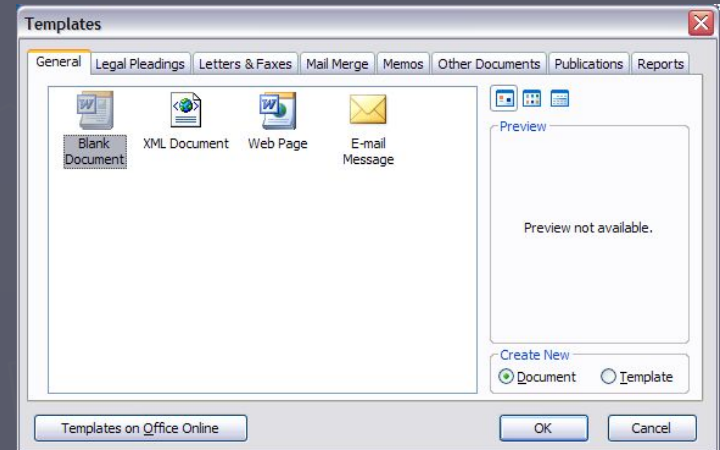 Templates
General Legal Pleadings Letters & Faxes Mail Merge Memos Other Documents Publications Reports
Blank Document
XML Document
Web Page
E-mail Message
Preview
Preview not available.
Create New
Document Template
Templates on Office Online OK Cancel